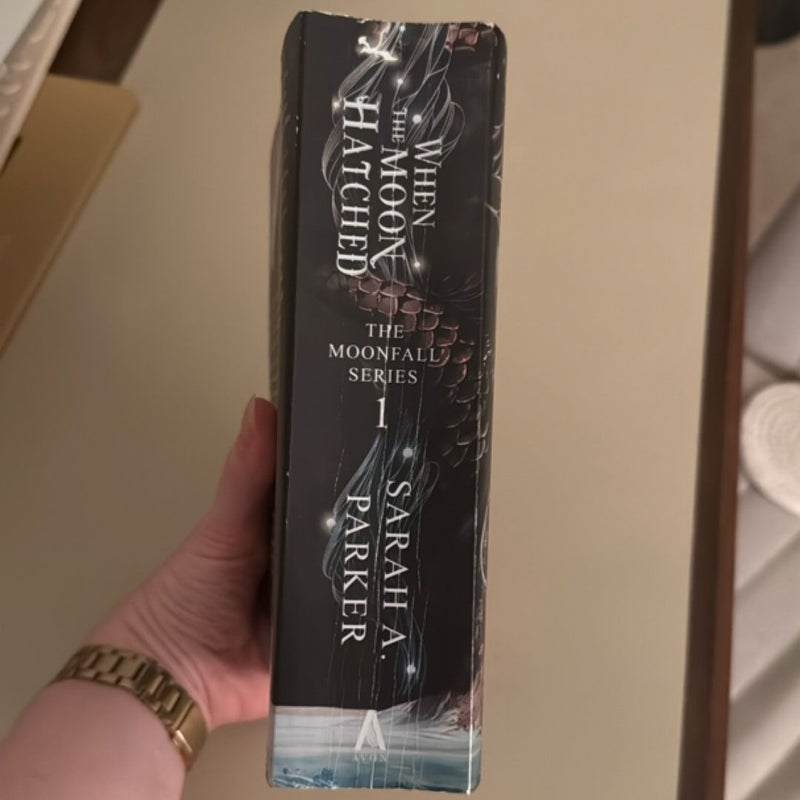 WHEN
THE MOON
HATCHED
THE
MOONFALL
SERIES
1
SARAH A.
PARKER